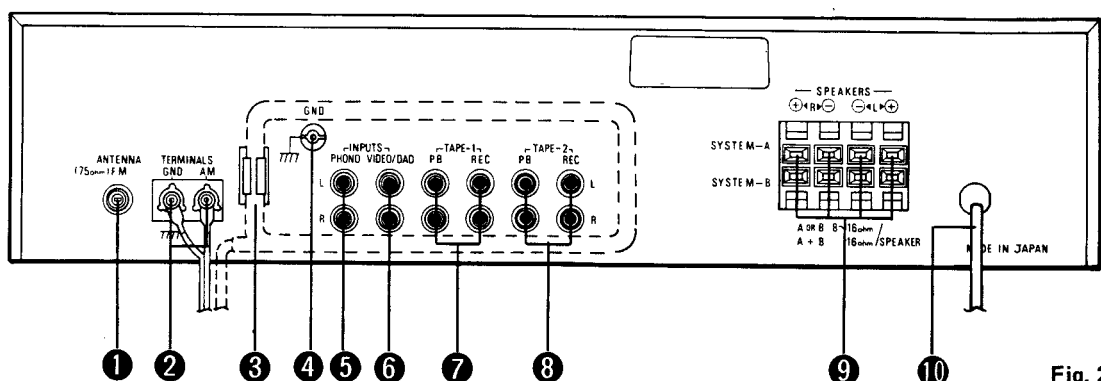 SPEAKERS
⊕◄R►⊖ ⊖◄L►⊕
GND
ANTENNA TERMINALS
(75ohm) FM GND AM
INPUTS TAPE-1 TAPE-2
PHONO VIDEO/DAD PB REC PB REC
SYSTEM-A
L L
SYSTEM-B
R R
A OR B 8~16ohm
A + B 16ohm /SPEAKER
MADE IN JAPAN
1 2 3 4 5 6 7 8 9 10
Fig. 2